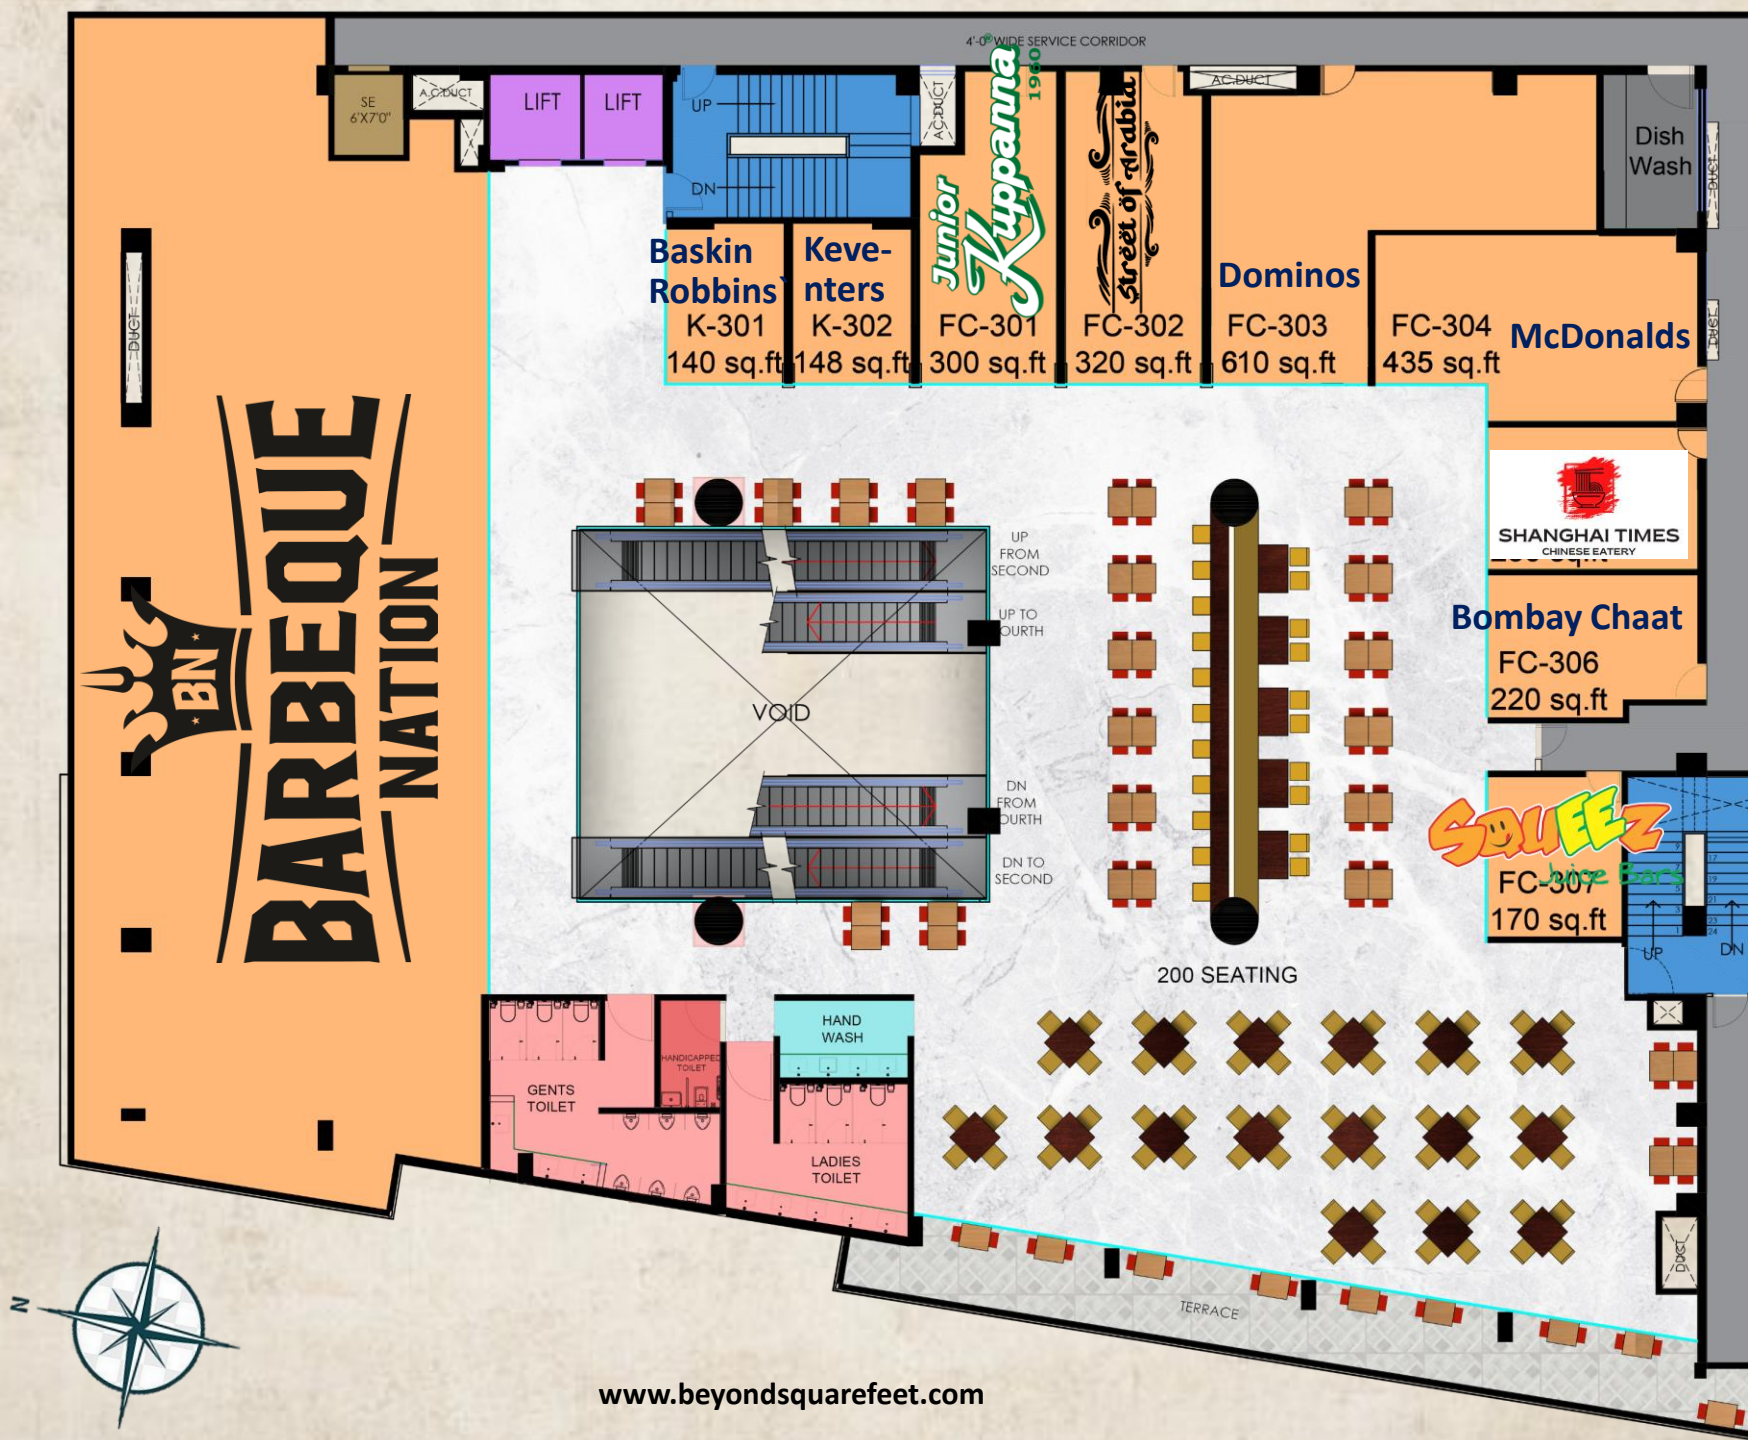 4'-0" WIDE SERVICE CORRIDOR
SE
6'X7'0"
A.C.DUCT
LIFT
LIFT
UP
DN
AC.DUCT
Junior
Kuppanna
1960
Street of Arabia
AC.DUCT
Dish
Wash
DUCT
DUCT
DUCT
Baskin
Robbins`
K-301
140 sq.ft
Keve-
nters
K-302
148 sq.ft
FC-301
300 sq.ft
FC-302
320 sq.ft
Dominos
FC-303
610 sq.ft
FC-304
435 sq.ft
McDonalds
SHANGHAI TIMES
CHINESE EATERY
Bombay Chaat
FC-306
220 sq.ft
BN
BARBEQUE
NATION
UP
FROM
SECOND
UP TO
VOID
DN
FROM
DN TO
SECOND
SQUEEZ
Juice Bars
FC-307
170 sq.ft
UP
DN
200 SEATING
HAND
WASH
HANDICAPPED
TOILET
GENTS
TOILET
LADIES
TOILET
DUCT
TERRACE
N
www.beyondsquarefeet.com